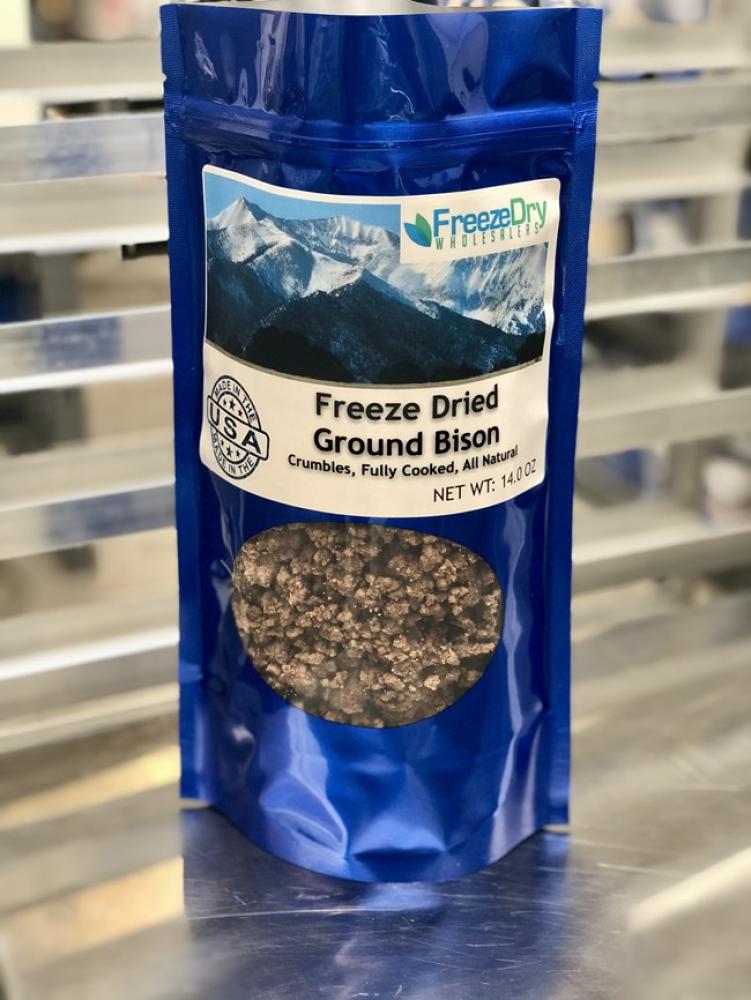 FreezeDry
WHOLESALERS
MADE IN THE
USA
MADE IN THE
Freeze Dried
Ground Bison
Crumbles, Fully Cooked, All Natural
NET WT: 14.0 OZ